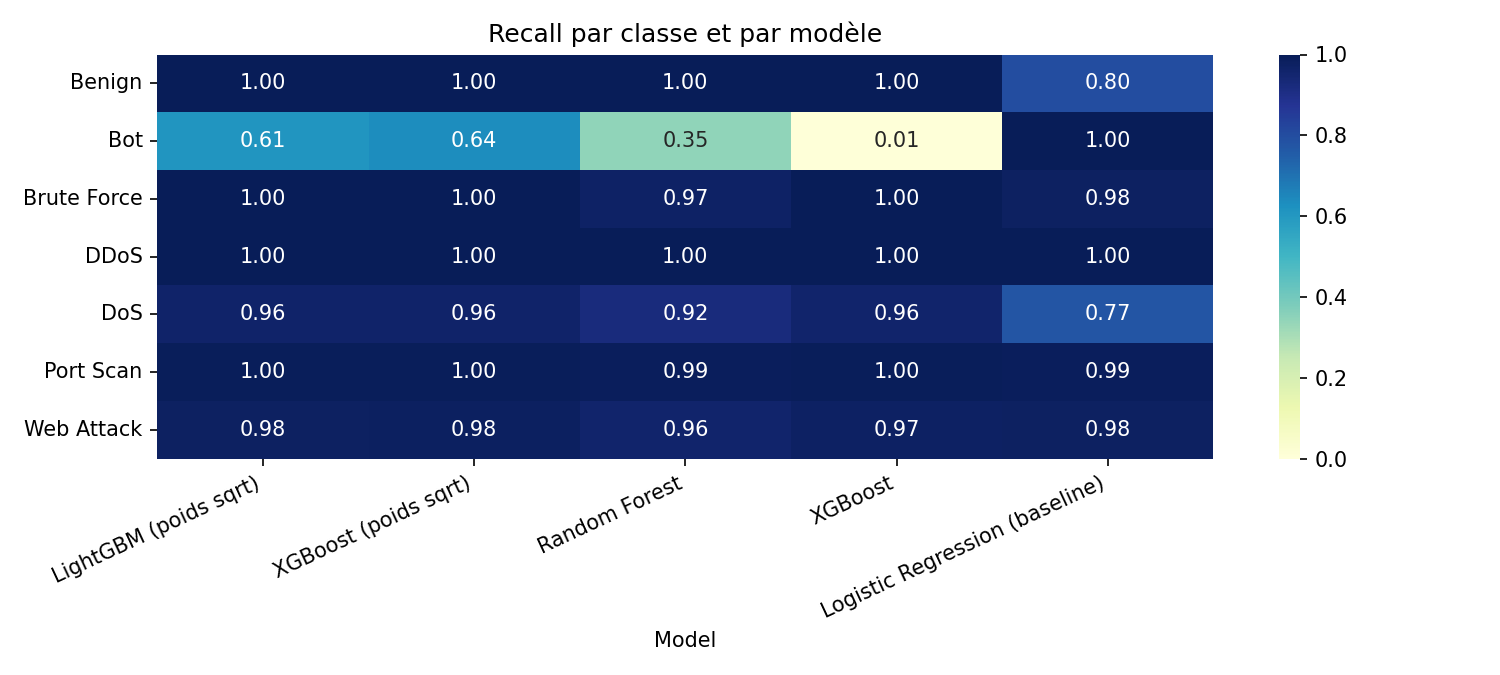 Recall par classe et par modèle
Benign 1.00 1.00 1.00 1.00 0.80
Bot 0.61 0.64 0.35 0.01 1.00
Brute Force 1.00 1.00 0.97 1.00 0.98
DDoS 1.00 1.00 1.00 1.00 1.00
DoS 0.96 0.96 0.92 0.96 0.77
Port Scan 1.00 1.00 0.99 1.00 0.99
Web Attack 0.98 0.98 0.96 0.97 0.98
LightGBM (poids sqrt)
XGBoost (poids sqrt)
Random Forest
XGBoost
Logistic Regression (baseline)
Model
1.0
0.8
0.6
0.4
0.2
0.0